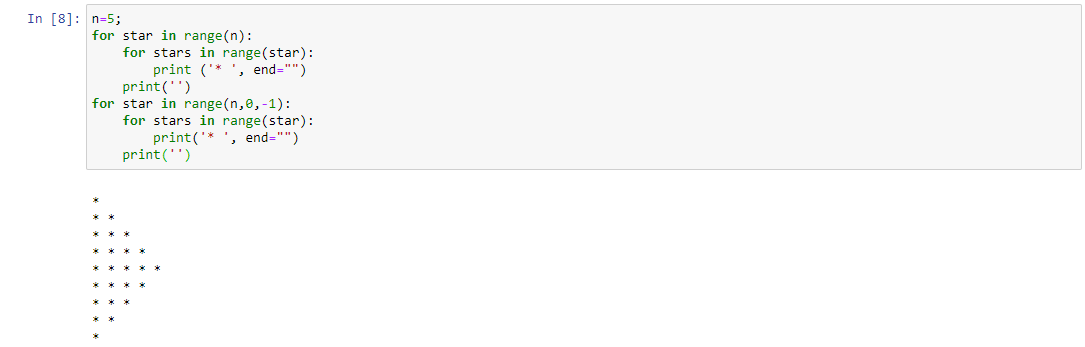 In [8]: n=5;
for star in range(n):
    for stars in range(star):
        print ('* ', end="")
    print('')
for star in range(n,0,-1):
    for stars in range(star):
        print('* ', end="")
    print('')
*
* *
* * *
* * * *
* * * * *
* * * *
* * *
* *
*